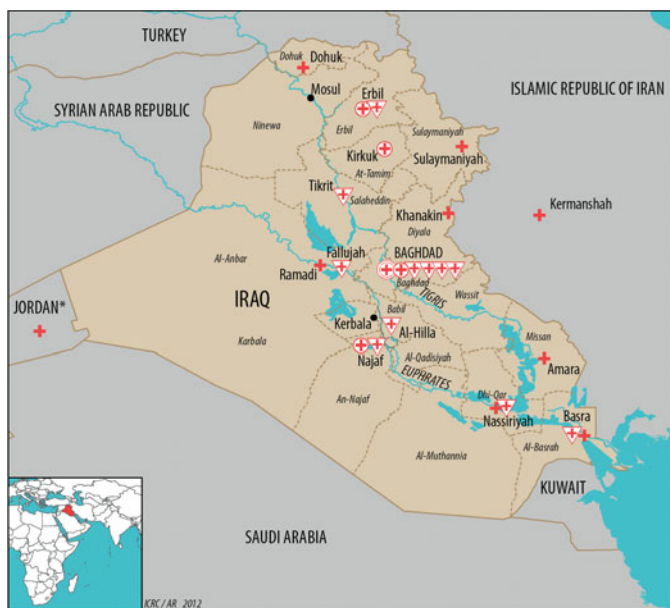 TURKEY
Dohuk
Dohuk
Mosul
Erbil
ISLAMIC REPUBLIC OF IRAN
SYRIAN ARAB REPUBLIC
Ninewa
Erbil
Sulaymaniyah
Kirkuk
Sulaymaniyah
At-Tamim
Tikrit
Salaheddin
Khanakin
Kermanshah
Diyala
Fallujah
BAGHDAD
Al-Anbar
Ramadi
Baghdad
TIGRIS
Wassit
IRAQ
Babil
JORDAN*
Kerbala
Al-Hilla
Missan
Karbala
Najaf
Al-Qadisiyah
Amara
EUPHRATES
An-Najaf
Dhi-Qar
Nassiriyah
Basra
Al-Basrah
Al-Muthannia
KUWAIT
SAUDI ARABIA
ICRC / AR 2012